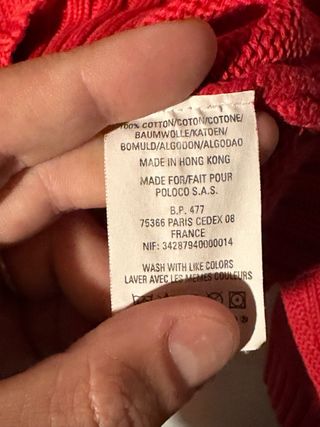 100% COTTON/COTON/COTONE/
BAUMWOLLE/KATOEN/
BOMULD/ALGODON/ALGODAO
MADE IN HONG KONG
MADE FOR/FAIT POUR
POLOCO S.A.S.
B.P. 477
75366 PARIS CEDEX 08
FRANCE
NIF: 34287940000014
WASH WITH LIKE COLORS
LAVER AVEC LES MEMES COULEURS